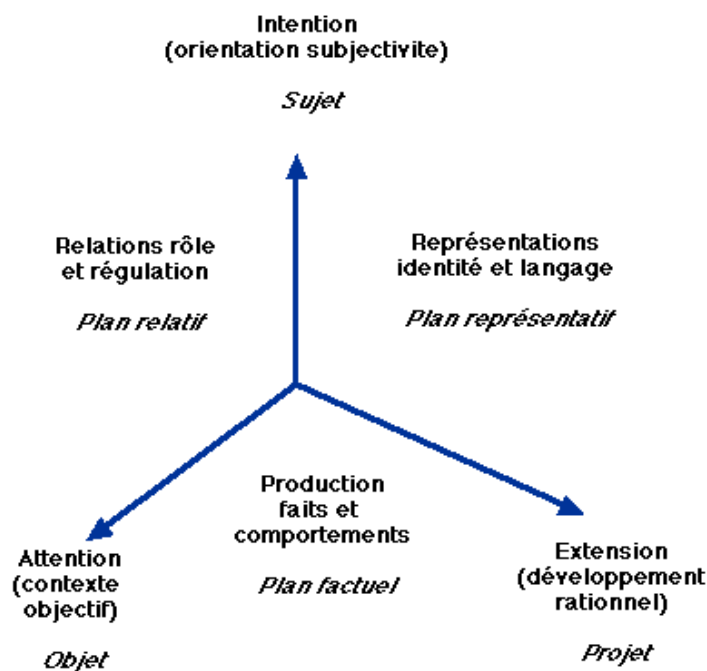 Intention
(orientation subjectivite)
Sujet
Relations rôle
et régulation
Plan relatif
Représentations
identité et langage
Plan représentatif
Production
faits et
comportements
Plan factuel
Attention
(contexte
objectif)
Objet
Extension
(développement
rationnel)
Projet